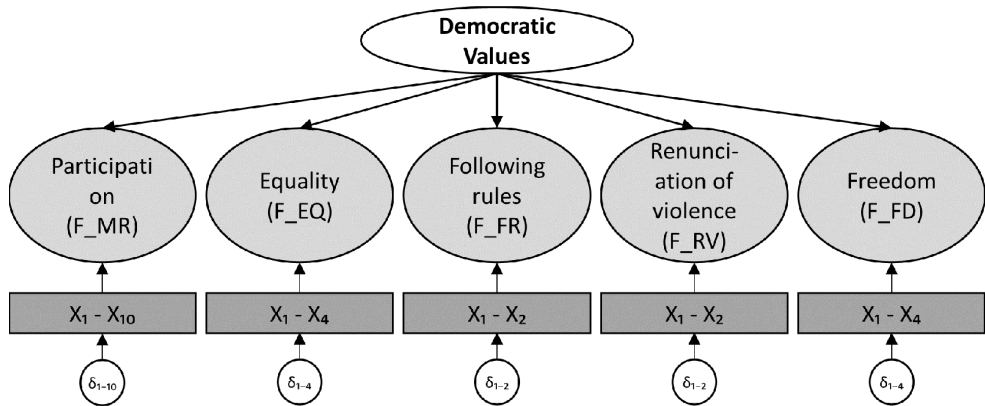 Democratic
Values
Participati
on
(F_MR)
Equality
(F_EQ)
Following
rules
(F_FR)
Renunci-
ation of
violence
(F_RV)
Freedom
(F_FD)
X₁ - X₁₀
X₁ - X₄
X₁ - X₂
X₁ - X₂
X₁ - X₄
δ₁₋₁₀
δ₁₋₄
δ₁₋₂
δ₁₋₂
δ₁₋₄